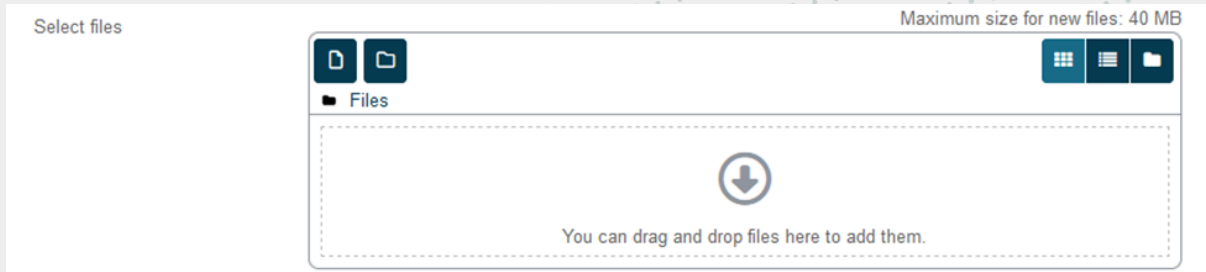 Select files
Maximum size for new files: 40 MB
Files
You can drag and drop files here to add them.